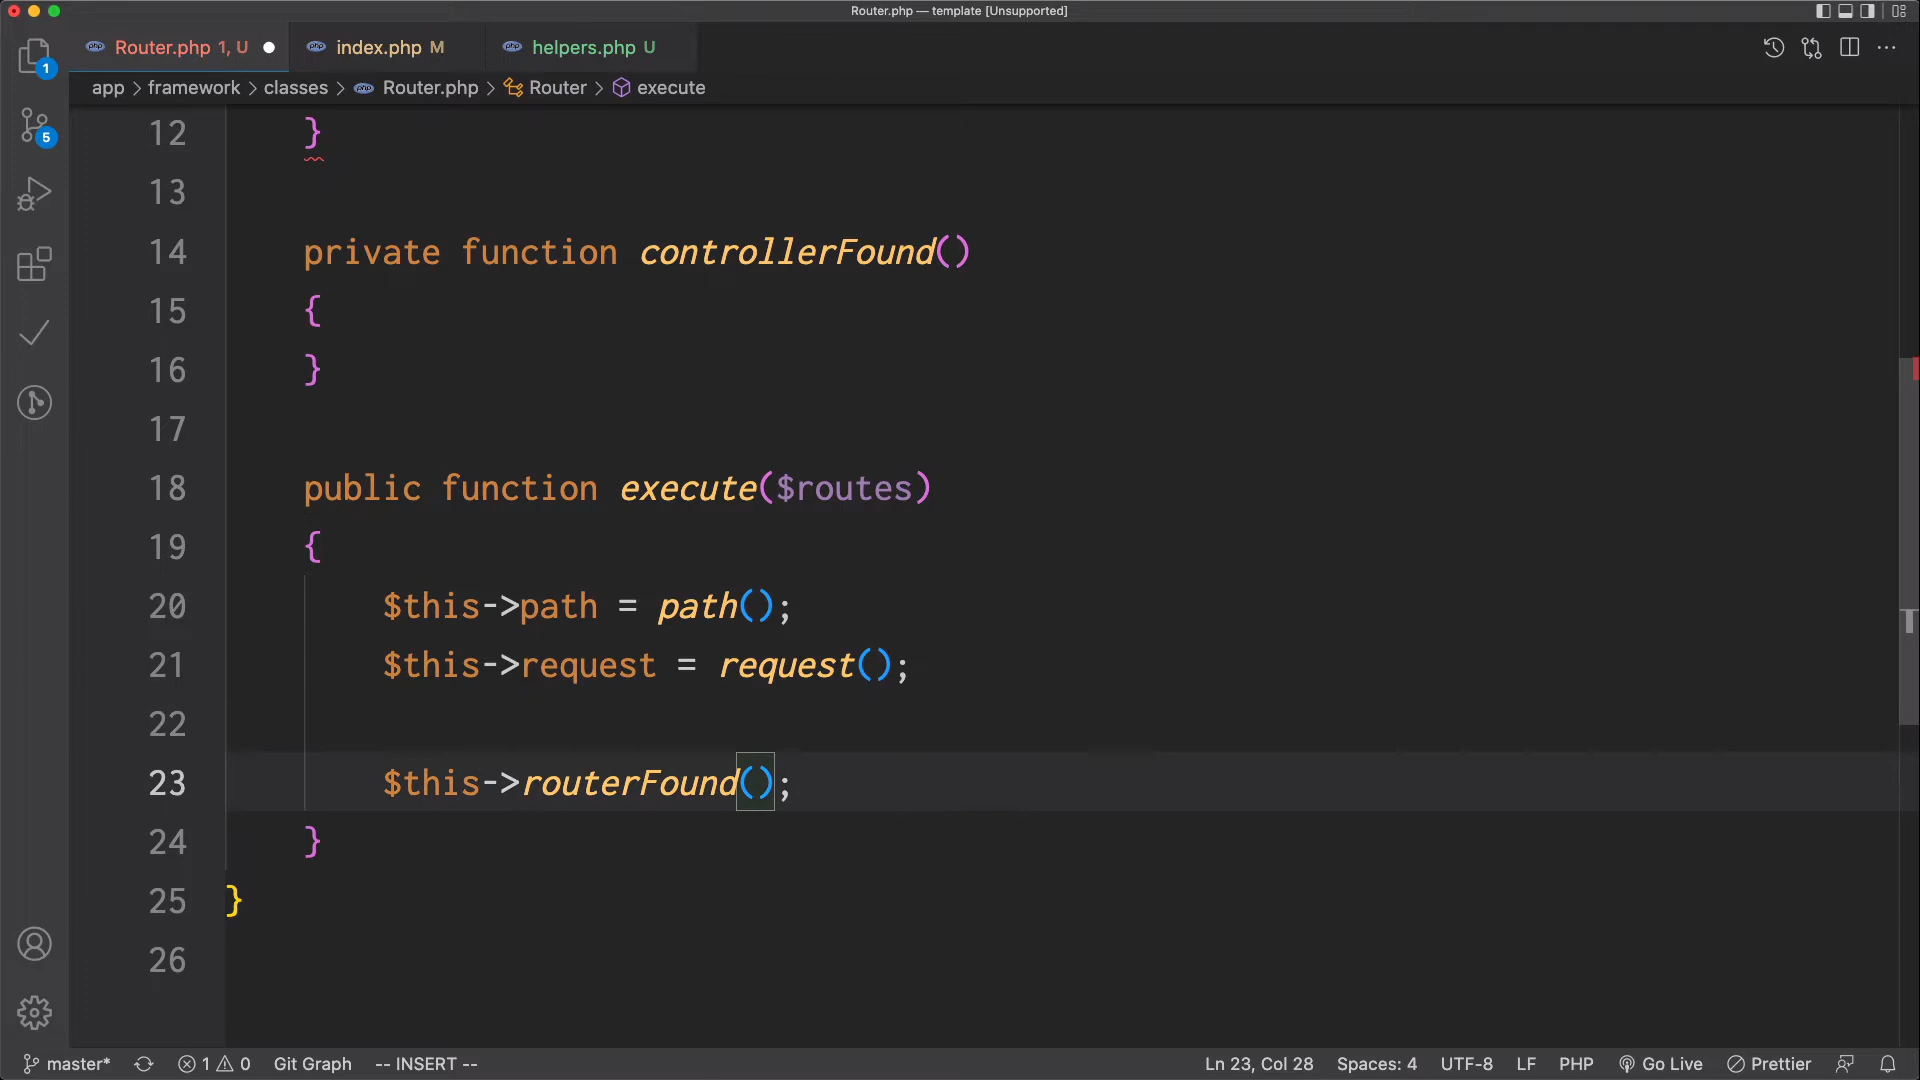 Router.php — template [Unsupported]
Router.php 1, U
index.php M
helpers.php U
app > framework > classes > Router.php > Router > execute
1
5
12 }
13
14 private function controllerFound()
15 {
16 }
17
18 public function execute($routes)
19 {
20 $this->path = path();
21 $this->request = request();
22
23 $this->routerFound();
24 }
25 }
26
master* 1 0 Git Graph -- INSERT -- Ln 23, Col 28 Spaces: 4 UTF-8 LF PHP Go Live Prettier